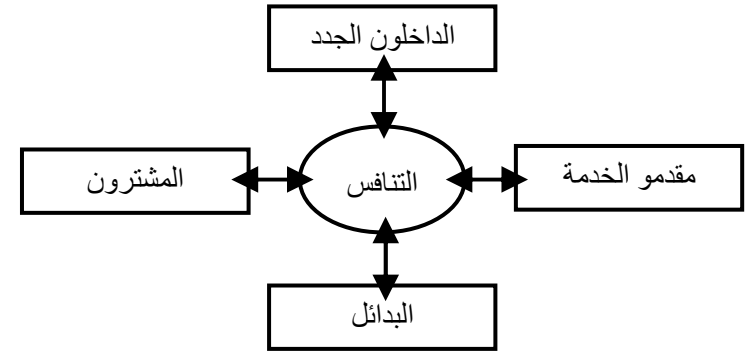 الداخلون الجدد
مقدمو الخدمة
التنافس
المشترون
البدائل